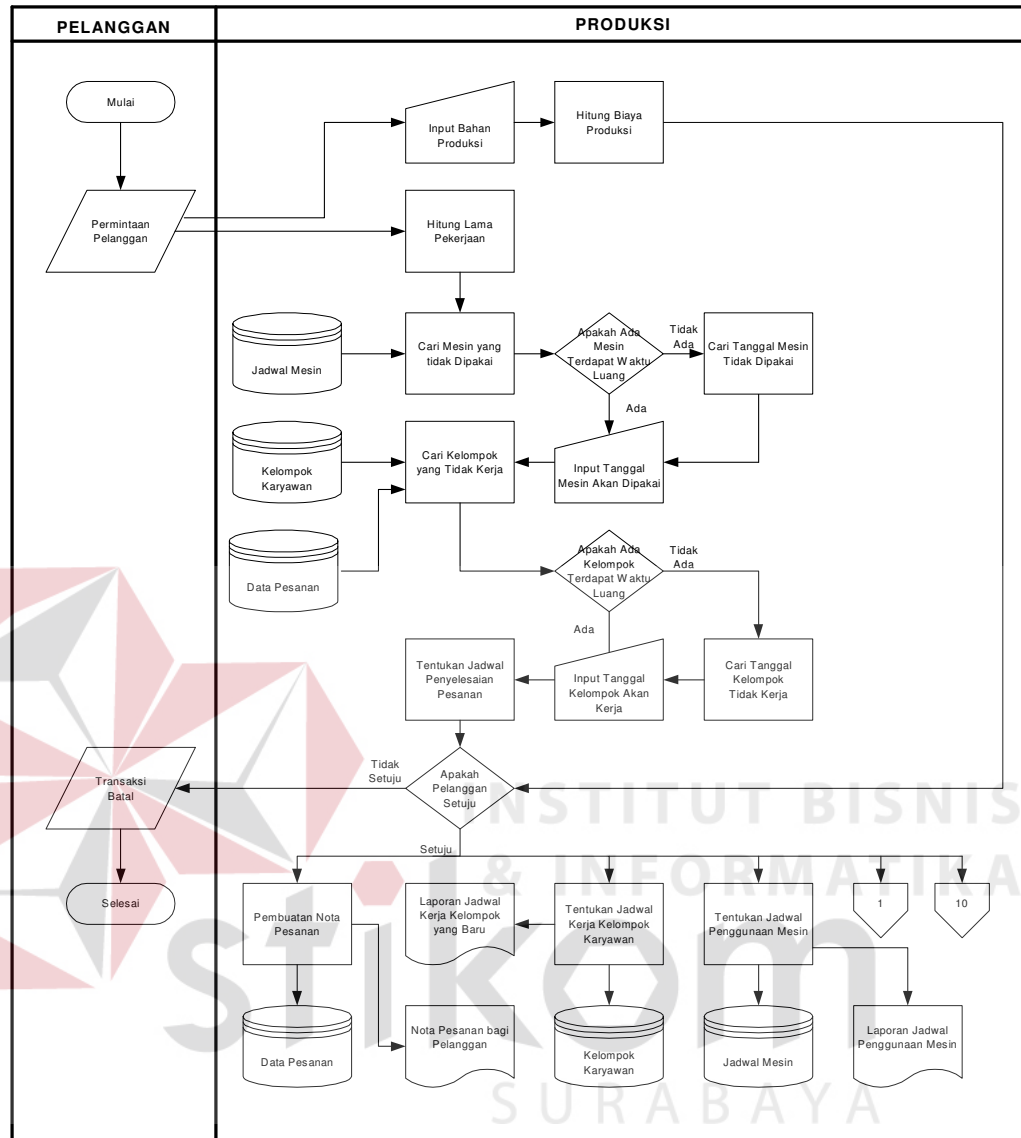 PELANGGAN
PRODUKSI
Mulai
Input Bahan
Produksi
Hitung Biaya
Produksi
Permintaan
Pelanggan
Hitung Lama
Pekerjaan
Jadwal Mesin
Cari Mesin yang
tidak Dipakai
Apakah Ada
Mesin
Terdapat Waktu
Luang
Tidak
Ada
Cari Tanggal Mesin
Tidak Dipakai
Ada
Kelompok
Karyawan
Cari Kelompok
yang Tidak Kerja
Input Tanggal
Mesin Akan Dipakai
Data Pesanan
Apakah Ada
Kelompok
Terdapat Waktu
Luang
Tidak
Ada
Ada
Tentukan Jadwal
Penyelesaian
Pesanan
Input Tanggal
Kelompok Akan
Kerja
Cari Tanggal
Kelompok
Tidak Kerja
Transaksi
Batal
Tidak
Setuju
Apakah
Pelanggan
Setuju
INSTITUT BISNIS
& INFORMATIKA
Setuju
Selesai
Pembuatan Nota
Pesanan
Laporan Jadwal
Kerja Kelompok
yang Baru
Tentukan Jadwal
Kerja Kelompok
Karyawan
Tentukan Jadwal
Penggunaan Mesin
1
10
stikom
Data Pesanan
Nota Pesanan bagi
Pelanggan
Kelompok
Karyawan
Jadwal Mesin
Laporan Jadwal
Penggunaan Mesin
SURABAYA